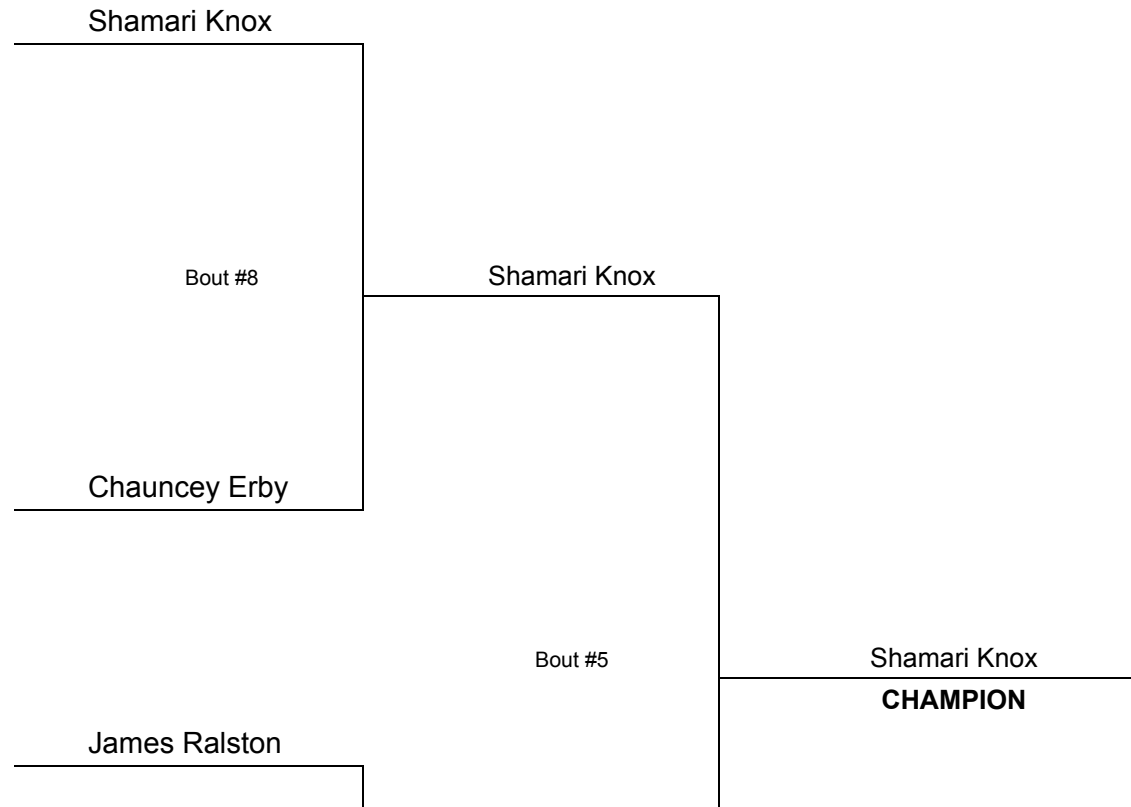 Shamari Knox
Bout #8
Shamari Knox
Chauncey Erby
Bout #5
Shamari Knox
CHAMPION
James Ralston